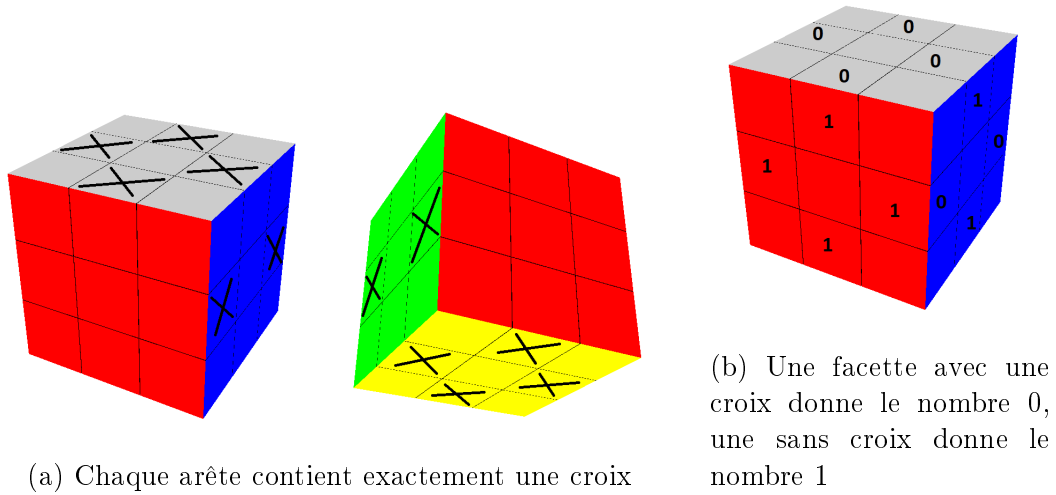 0
0
0
0
1
1
0
1
1
0
1
1
(a) Chaque arête contient exactement une croix
(b) Une facette avec une
croix donne le nombre 0,
une sans croix donne le
nombre 1